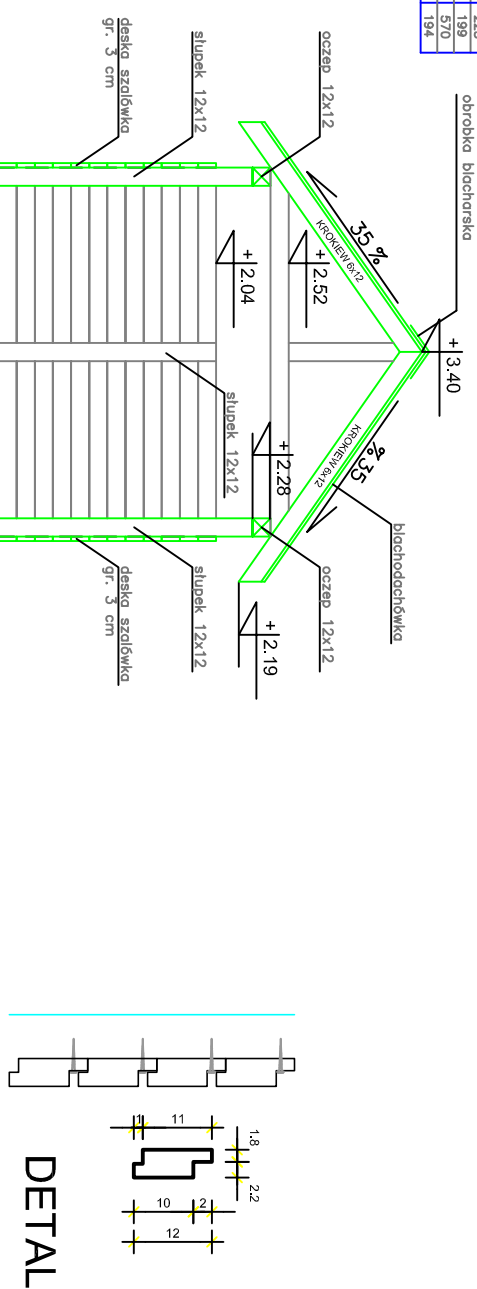 199
570
194
obróbka blacharska
oczep 12x12
słupek 12x12
deska szalówka
gr. 3 cm
35 %
KROKIEW 6x12
+ 3.40
+ 2.52
+ 2.04
słupek 12x12
+ 2.28
KROKIEW 6x12
% 35
blachodachówka
oczep 12x12
+ 2.19
słupek 12x12
deska szalówka
gr. 3 cm
1
11
1.8
2.2
10
2
12
DETAL